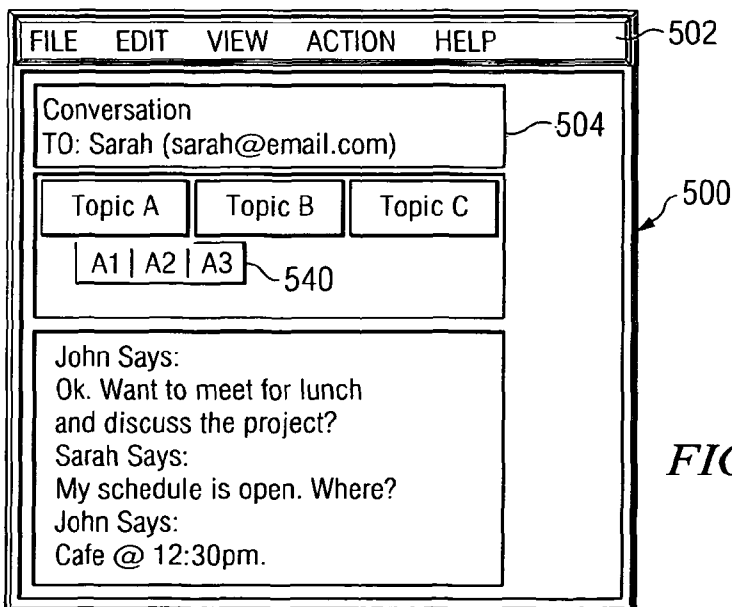 FILE EDIT VIEW ACTION HELP
502
Conversation
TO: Sarah (sarah@email.com)
504
500
Topic A Topic B Topic C
A1 | A2 | A3
540
John Says:
Ok. Want to meet for lunch
and discuss the project?
Sarah Says:
My schedule is open. Where?
John Says:
Cafe @ 12:30pm.